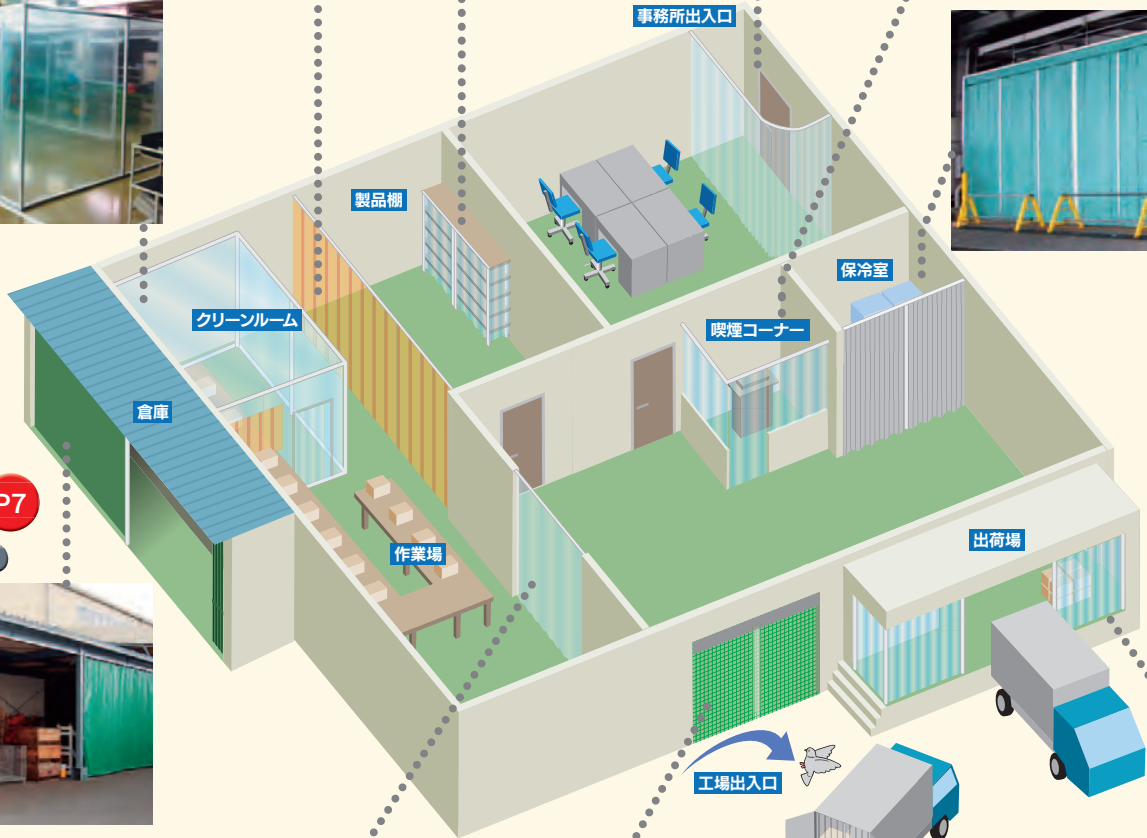 事務所出入口
製品棚
保冷室
クリーンルーム
喫煙コーナー
倉庫
P7
作業場
出荷場
工場出入口